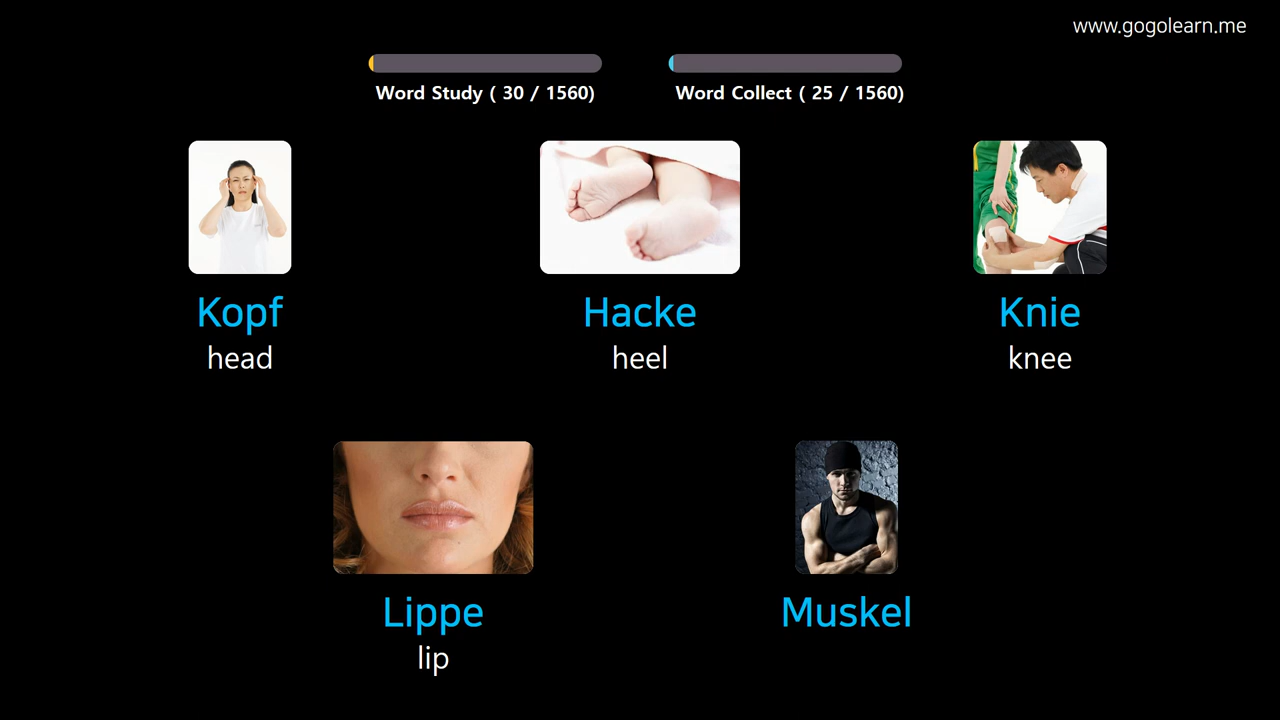 www.gogolearn.me
Word Study ( 30 / 1560)
Word Collect ( 25 / 1560)
Kopf
head
Hacke
heel
Knie
knee
Lippe
lip
Muskel